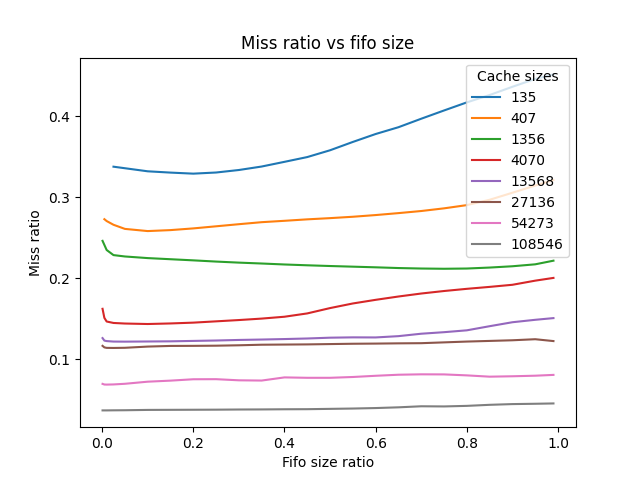 Miss ratio vs fifo size
Cache sizes
135
407
1356
4070
13568
27136
54273
108546
Miss ratio
0.4
0.3
0.2
0.1
0.0 0.2 0.4 0.6 0.8 1.0
Fifo size ratio